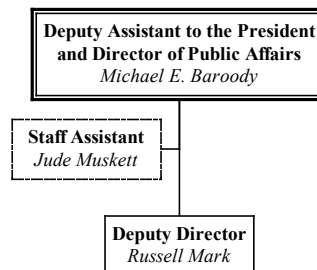 Deputy Assistant to the President
and Director of Public Affairs
Michael E. Baroody
Staff Assistant
Jude Muskett
Deputy Director
Russell Mark